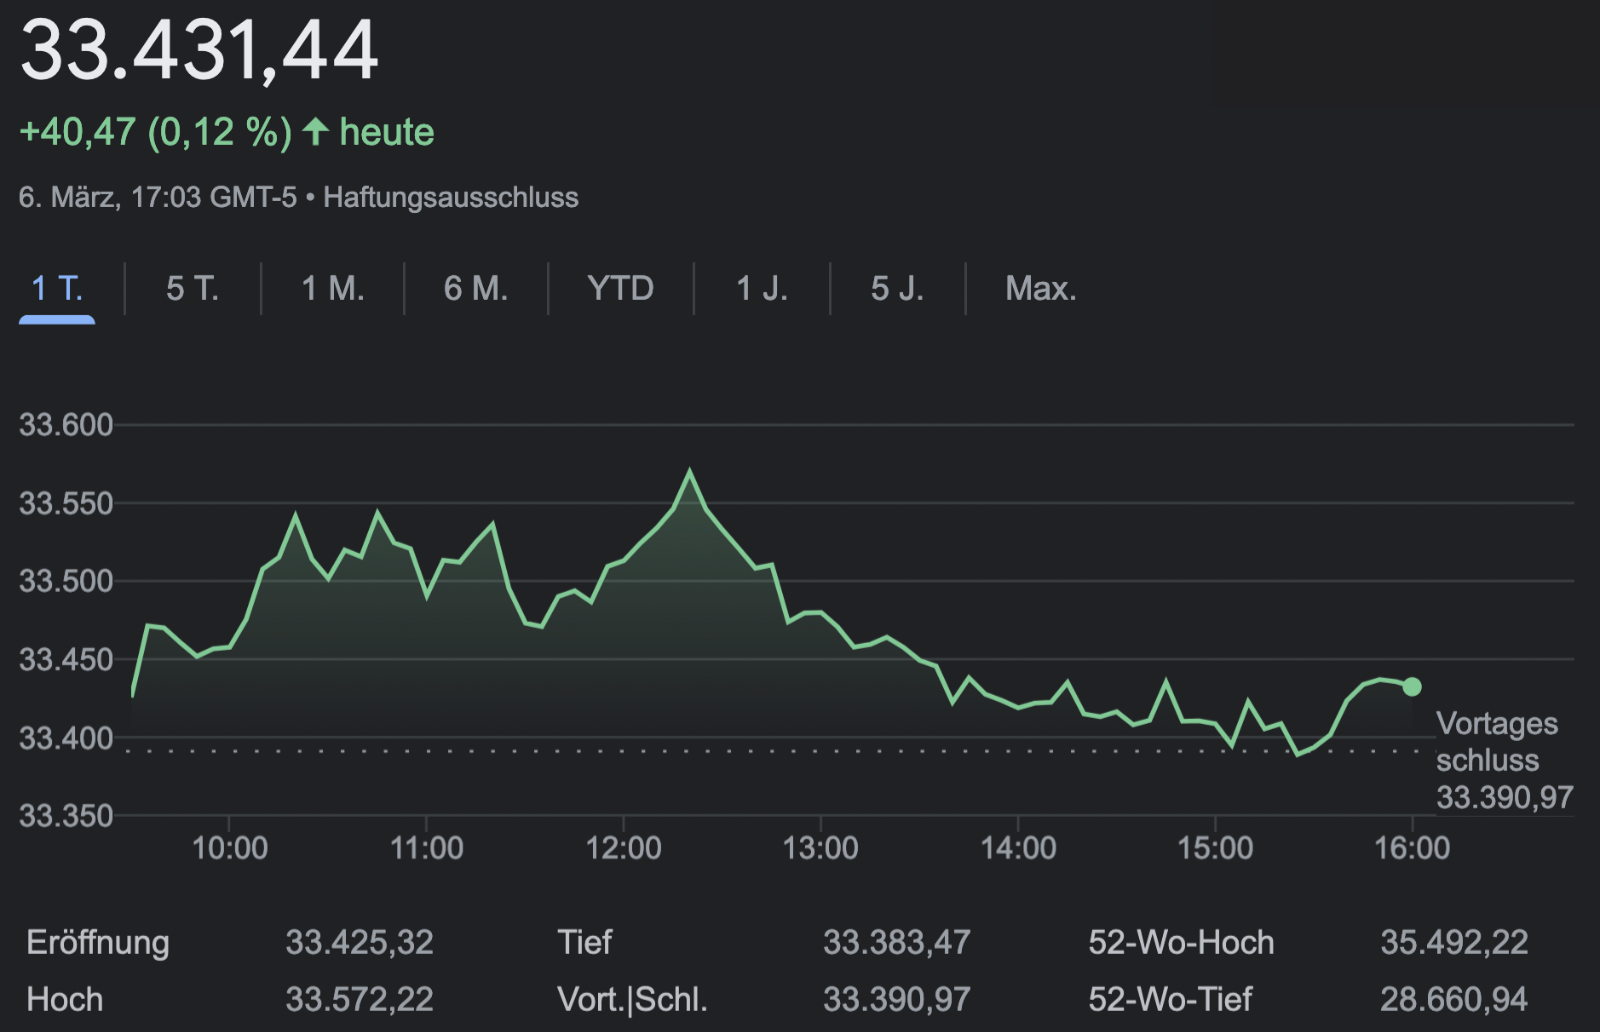 33.431,44
+40,47 (0,12 %) ↑ heute
6. März, 17:03 GMT-5 • Haftungsausschluss
1 T. 5 T. 1 M. 6 M. YTD 1 J. 5 J. Max.
33.600
33.550
33.500
33.450
33.400
33.350
Vortages
schluss
33.390,97
10:00 11:00 12:00 13:00 14:00 15:00 16:00
Eröffnung 33.425,32 Tief 33.383,47 52-Wo-Hoch 35.492,22
Hoch 33.572,22 Vort.|Schl. 33.390,97 52-Wo-Tief 28.660,94